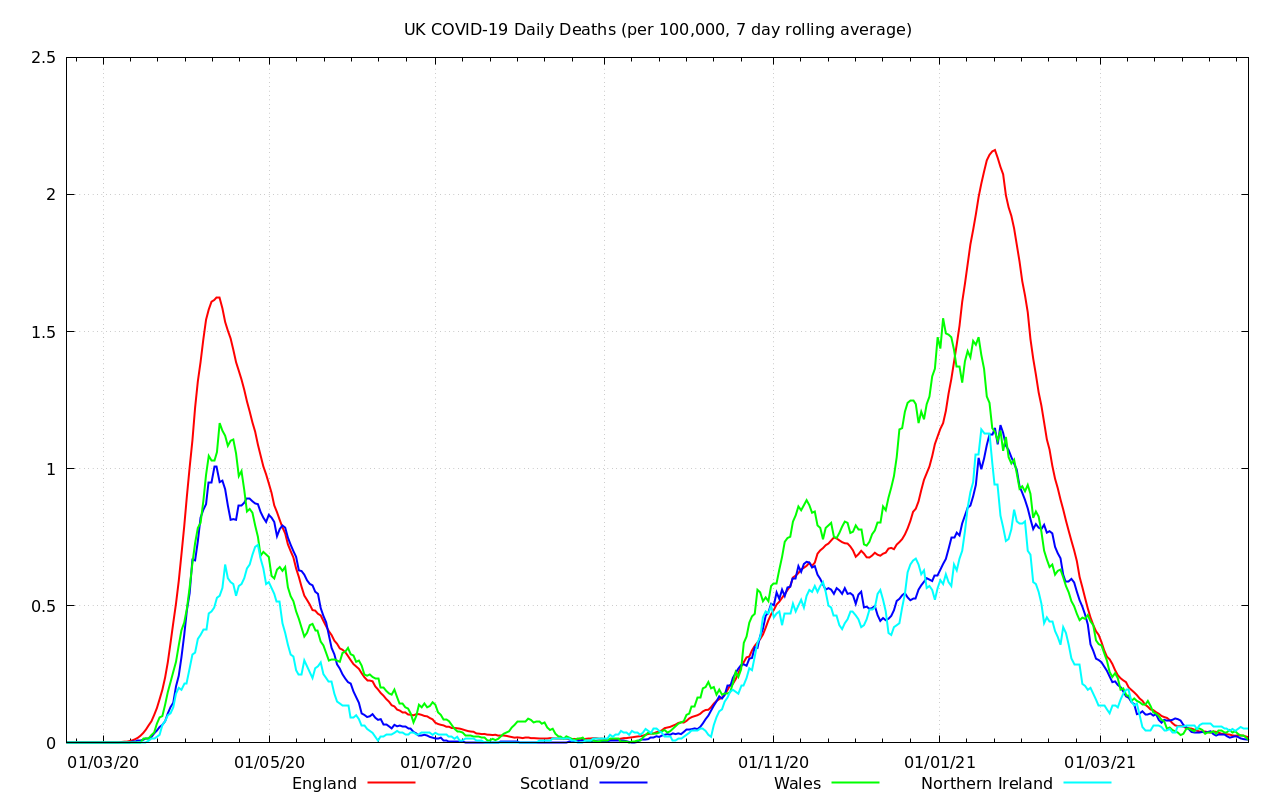 UK COVID-19 Daily Deaths (per 100,000, 7 day rolling average)
2.5
2
1.5
1
0.5
0
01/03/20 01/05/20 01/07/20 01/09/20 01/11/20 01/01/21 01/03/21
England Scotland Wales Northern Ireland